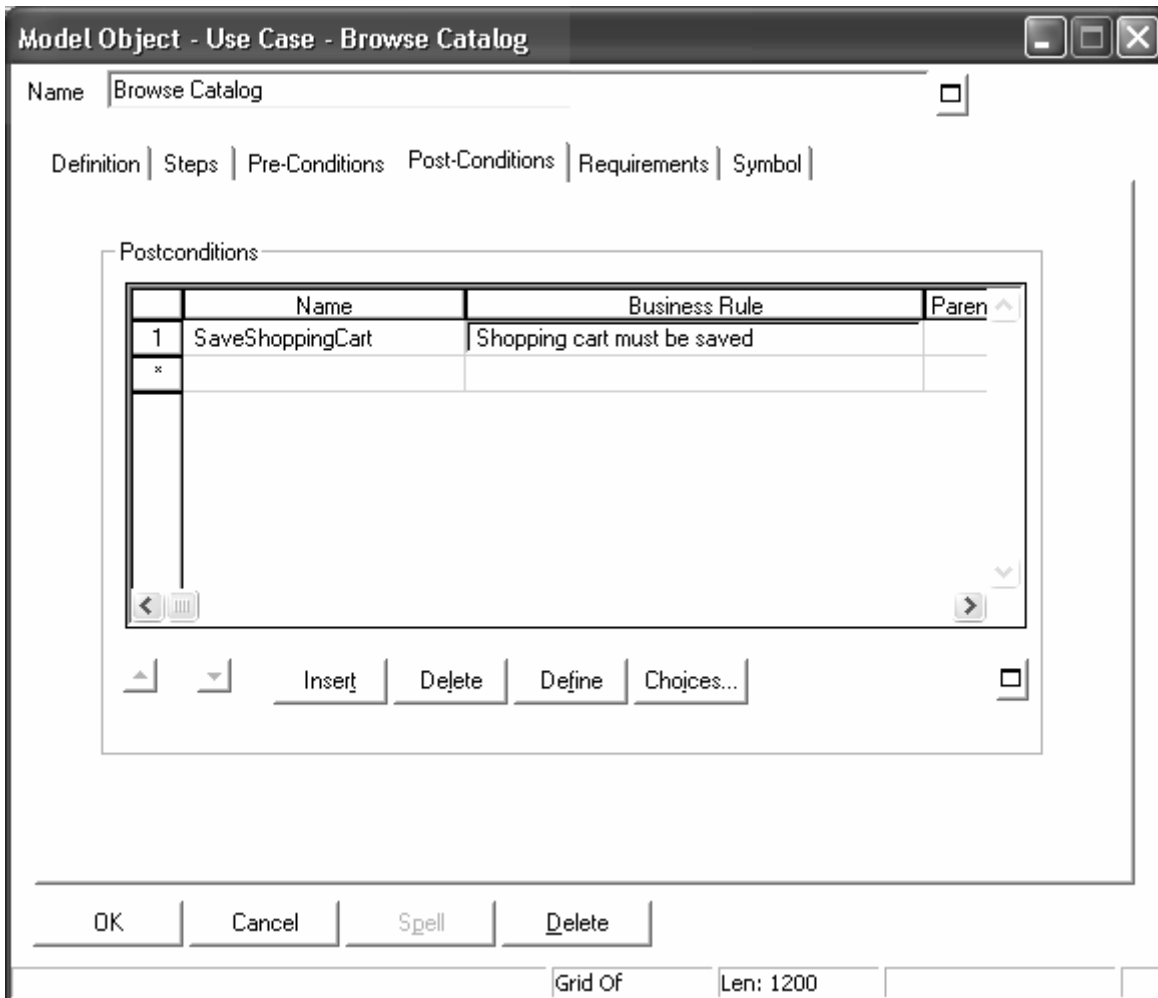 Model Object - Use Case - Browse Catalog
Name Browse Catalog
Definition Steps Pre-Conditions Post-Conditions Requirements Symbol
Postconditions
Name Business Rule Paren
1 SaveShoppingCart Shopping cart must be saved
*
Insert Delete Define Choices...
OK Cancel Spell Delete
Grid Of Len: 1200